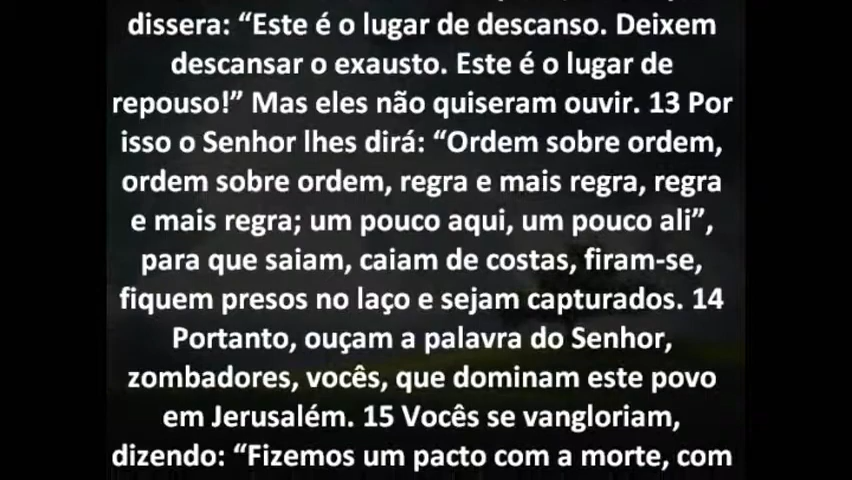 dissera: “Este é o lugar de descanso. Deixem
descansar o exausto. Este é o lugar de
repouso!” Mas eles não quiseram ouvir. 13 Por
isso o Senhor lhes dirá: “Ordem sobre ordem,
ordem sobre ordem, regra e mais regra, regra
e mais regra; um pouco aqui, um pouco ali”,
para que saiam, caiam de costas, firam-se,
fiquem presos no laço e sejam capturados. 14
Portanto, ouçam a palavra do Senhor,
zombadores, vocês, que dominam este povo
em Jerusalém. 15 Vocês se vangloriam,
dizendo: “Fizemos um pacto com a morte, com